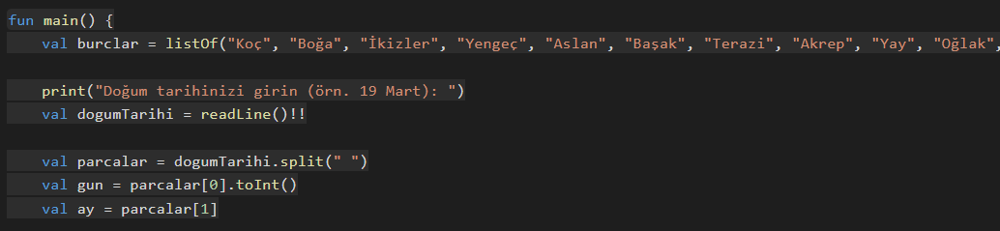 fun main() {
    val burclar = listOf("Koç", "Boğa", "İkizler", "Yengeç", "Aslan", "Başak", "Terazi", "Akrep", "Yay", "Oğlak",
    print("Doğum tarihinizi girin (örn. 19 Mart): ")
    val dogumTarihi = readLine()!!
    val parcalar = dogumTarihi.split(" ")
    val gun = parcalar[0].toInt()
    val ay = parcalar[1]